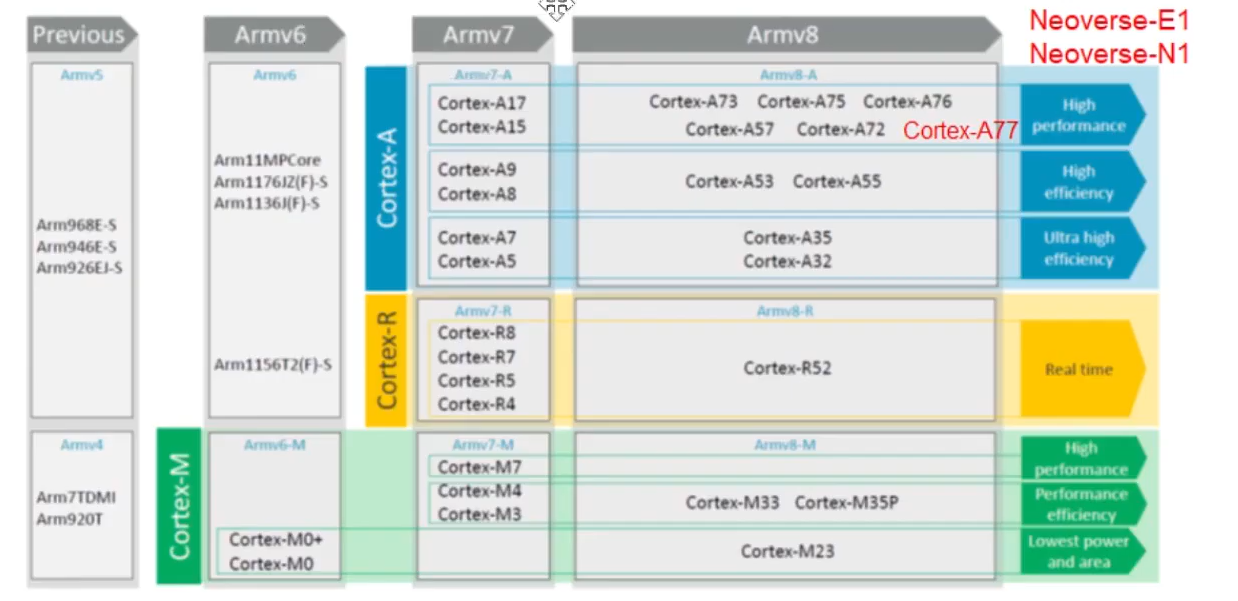 Previous
Armv6
Armv7
Armv8
Neoverse-E1
Neoverse-N1
Armv5
Arm968E-S
Arm946E-S
Arm926EJ-S
Armv4
Arm7TDMI
Arm920T
Armv6
Arm11MPCore
Arm1176JZ(F)-S
Arm1136J(F)-S
Arm1156T2(F)-S
Cortex-A
Armv7-A
Armv8-A
Cortex-A17
Cortex-A15
Cortex-A73 Cortex-A75 Cortex-A76
Cortex-A57 Cortex-A72 Cortex-A77
High
performance
Cortex-A9
Cortex-A8
Cortex-A53 Cortex-A55
High
efficiency
Cortex-A7
Cortex-A5
Cortex-A35
Cortex-A32
Ultra high
efficiency
Cortex-R
Armv7-R
Armv8-R
Cortex-R8
Cortex-R7
Cortex-R5
Cortex-R4
Cortex-R52
Real time
Cortex-M
Armv6-M
Armv7-M
Armv8-M
Cortex-M7
High
performance
Cortex-M4
Cortex-M3
Cortex-M33 Cortex-M35P
Performance
efficiency
Cortex-M0+
Cortex-M0
Cortex-M23
Lowest power
and area